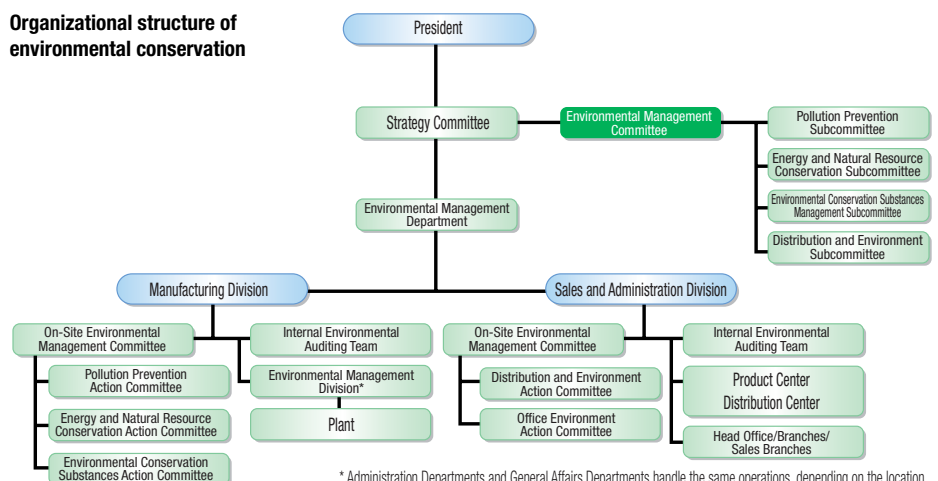 Organizational structure of
environmental conservation
President
Strategy Committee
Environmental Management
Committee
Pollution Prevention
Subcommittee
Energy and Natural Resource
Conservation Subcommittee
Environmental Conservation Substances
Management Subcommittee
Distribution and Environment
Subcommittee
Environmental Management
Department
Manufacturing Division
Sales and Administration Division
On-Site Environmental
Management Committee
Pollution Prevention
Action Committee
Energy and Natural Resource
Conservation Action Committee
Environmental Conservation
Substances Action Committee
Internal Environmental
Auditing Team
Environmental Management
Division*
Plant
On-Site Environmental
Management Committee
Distribution and Environment
Action Committee
Office Environment
Action Committee
Internal Environmental
Auditing Team
Product Center
Distribution Center
Head Office/Branches/
Sales Branches
* Administration Departments and General Affairs Departments handle the same operations, depending on the location.